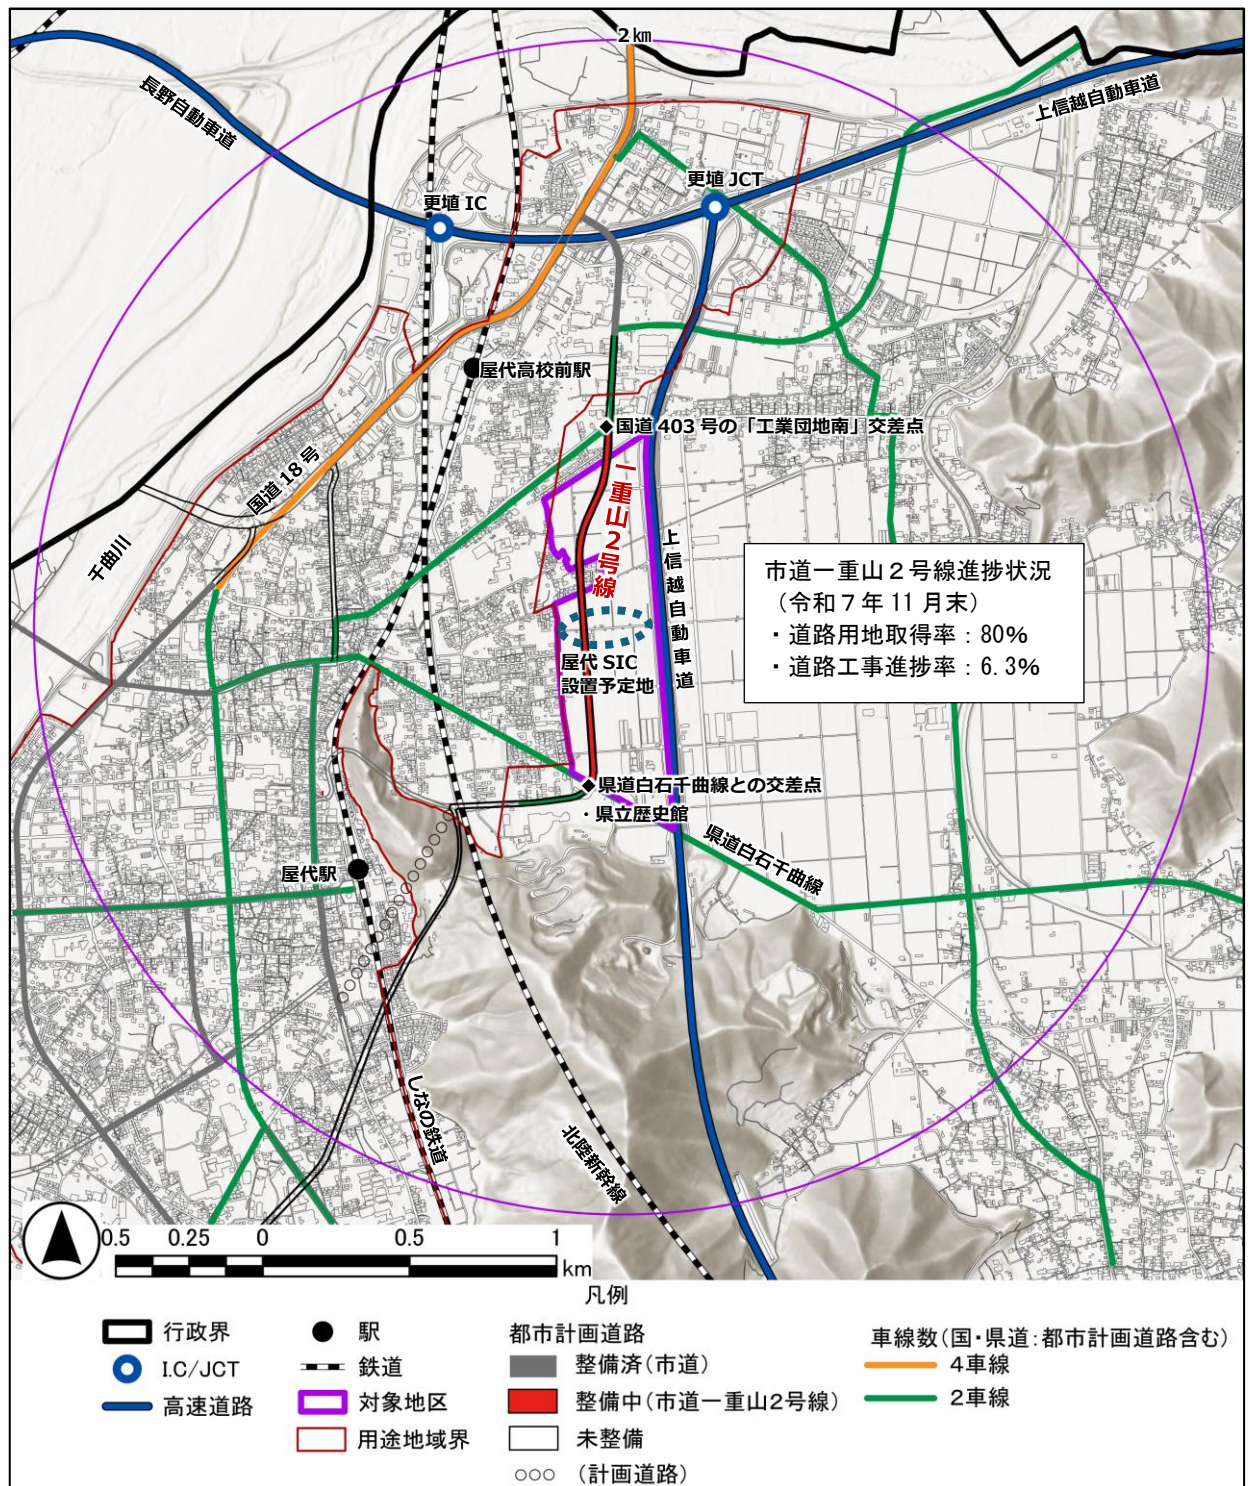 2㎞
長野自動車道
上信越自動車道
更埴 IC
更埴 JCT
屋代高校前駅
国道 403 号の「工業団地南」交差点
国道 18 号
一重山２号線
千曲川
上信越自動車道
市道一重山２号線進捗状況
（令和７年 11 月末）
・道路用地取得率：80%
・道路工事進捗率：6.3%
屋代 SIC
設置予定地
県道白石千曲線との交差点
・県立歴史館
県道白石千曲線
屋代駅
しなの鉄道
北陸新幹線
0.5 0.25 0 0.5 1
km
凡例
行政界
駅
都市計画道路
車線数(国・県道:都市計画道路含む)
I.C/JCT
鉄道
整備済(市道)
4車線
高速道路
対象地区
整備中(市道一重山2号線)
2車線
用途地域界
未整備
(計画道路)